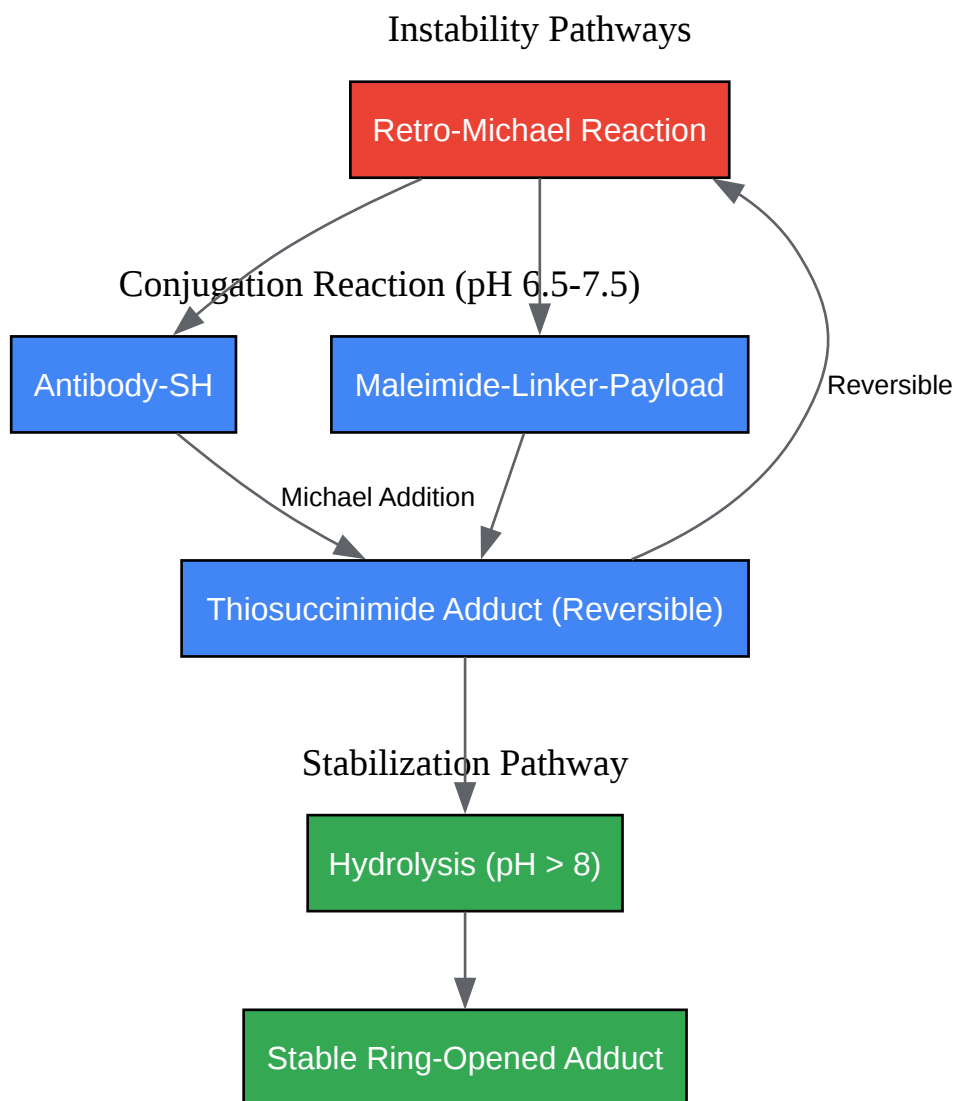 Instability Pathways
Retro-Michael Reaction
Conjugation Reaction (pH 6.5-7.5)
Antibody-SH
Maleimide-Linker-Payload
Reversible
Michael Addition
Thiosuccinimide Adduct (Reversible)
Stabilization Pathway
Hydrolysis (pH > 8)
Stable Ring-Opened Adduct